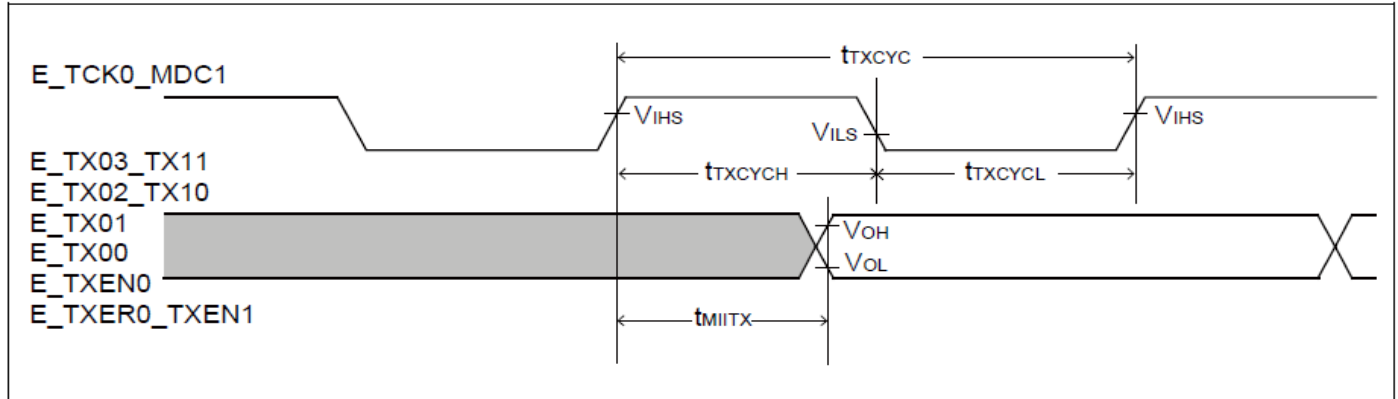 tTXCYC
E_TCK0_MDC1
VIHS
VILS
VIHS
E_TX03_TX11
tTXCYCH
tTXCYCL
E_TX02_TX10
E_TX01
VOH
E_TX00
VOL
E_TXEN0
E_TXER0_TXEN1
tMIITX